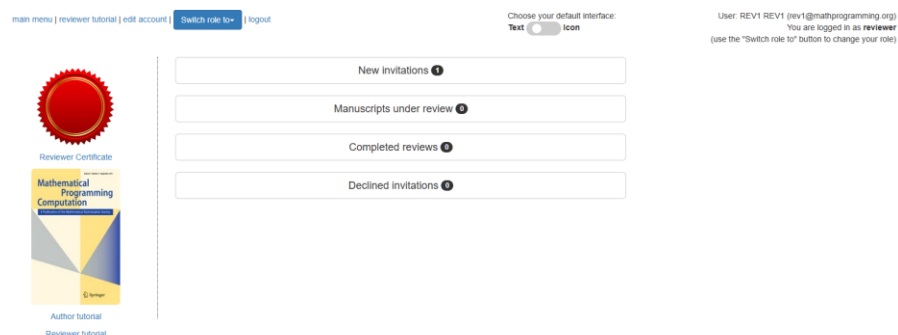 main menu | reviewer tutorial | edit account | Switch role to | logout
Choose your default interface:
Text Icon
User: REV1 REV1 (rev1@mathprogramming.org)
You are logged in as reviewer
(use the "Switch role to" button to change your role)
New invitations 1
Manuscripts under review 0
Completed reviews 0
Declined invitations 0
Reviewer Certificate
Mathematical
Programming
Computation
Springer
Author tutorial
Reviewer tutorial